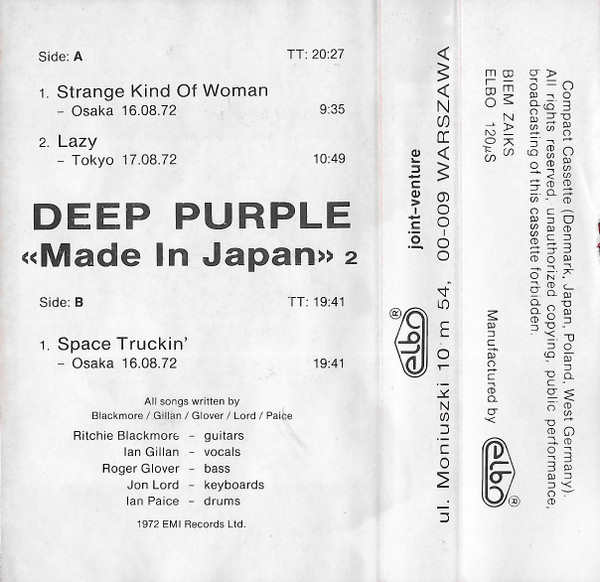 Side: A TT: 20:27
1. Strange Kind Of Woman
– Osaka 16.08.72 9:35
2. Lazy
– Tokyo 17.08.72 10:49
DEEP PURPLE
«Made In Japan» 2
Side: B TT: 19:41
1. Space Truckin'
– Osaka 16.08.72 19:41
All songs written by
Blackmore / Gillan / Glover / Lord / Paice
Ritchie Blackmore – guitars
Ian Gillan – vocals
Roger Glover – bass
Jon Lord – keyboards
Ian Paice – drums
1972 EMI Records Ltd.
joint-venture
elbo®
ul. Moniuszki 10 m 54, 00-009 WARSZAWA
Compact Cassette (Denmark, Japan, Poland, West Germany).
All rights reserved, unauthorized copying, public performance,
broadcasting of this cassette forbidden.
BIEM ZAIKS
ELBO 120µS
Manufactured by elbo®